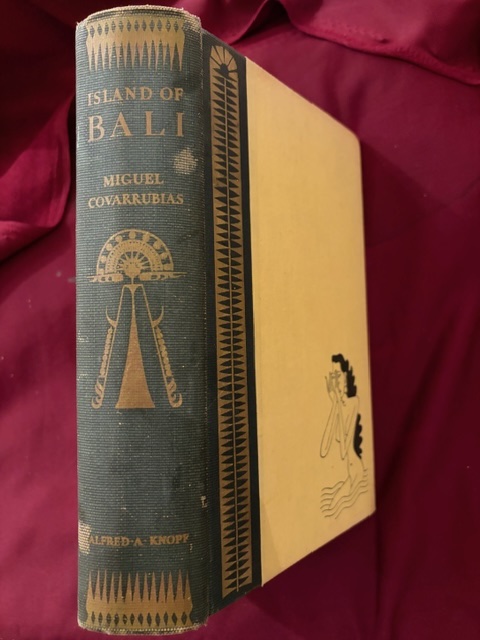 ISLAND OF
BALI
MIGUEL
COVARRUBIAS
ALFRED·A·KNOPF